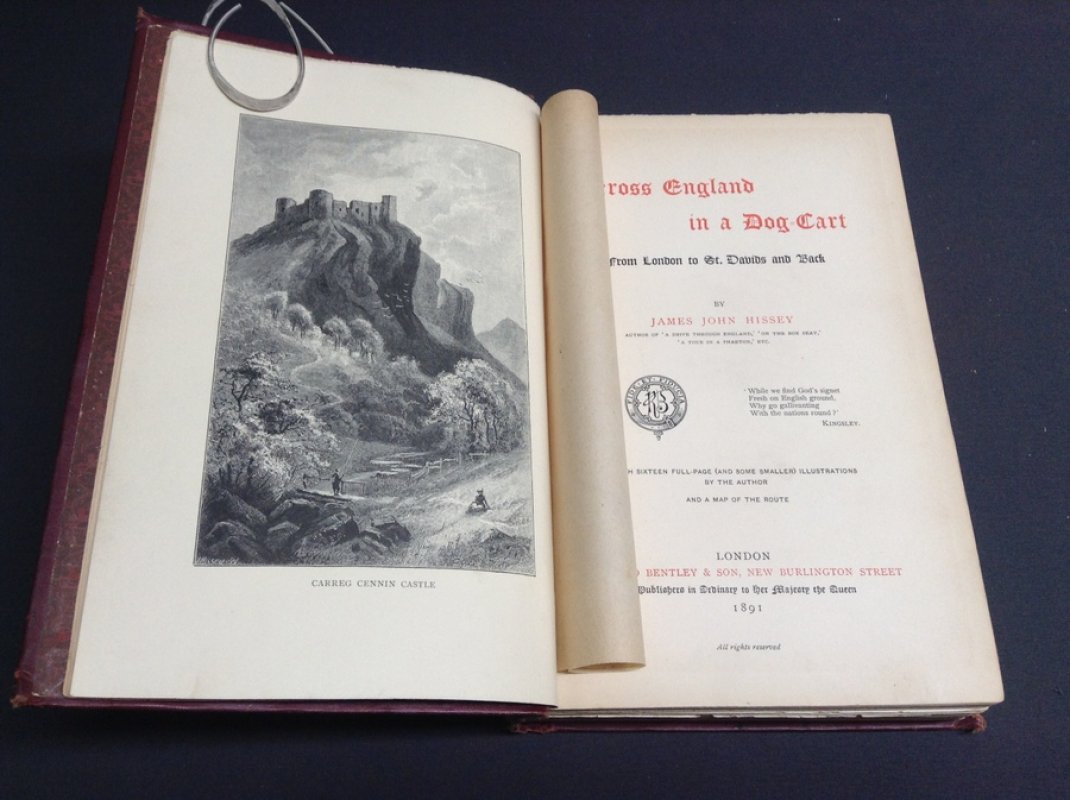 CARREG CENNIN CASTLE
ross England
in a Dog-Cart
From London to St. Davids and Back
BY
JAMES JOHN HISSEY
AUTHOR OF 'A DRIVE THROUGH ENGLAND,' 'ON THE BOX SEAT,'
'A TOUR IN A PHAETON,' ETC.
'While we find God's signet
Fresh on English ground,
Why go gallivanting
With the nations round?'
KINGSLEY.
H SIXTEEN FULL-PAGE (AND SOME SMALLER) ILLUSTRATIONS
BY THE AUTHOR
AND A MAP OF THE ROUTE
LONDON
D BENTLEY & SON, NEW BURLINGTON STREET
Publishers in Ordinary to Her Majesty the Queen
1891
All rights reserved